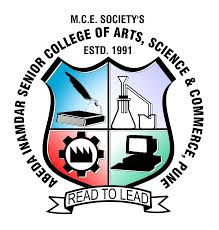 M.C.E. SOCIETY'S
ABEDA INAMDAR SENIOR COLLEGE OF ARTS, SCIENCE & COMMERCE, PUNE
ESTD. 1991
READ TO LEAD